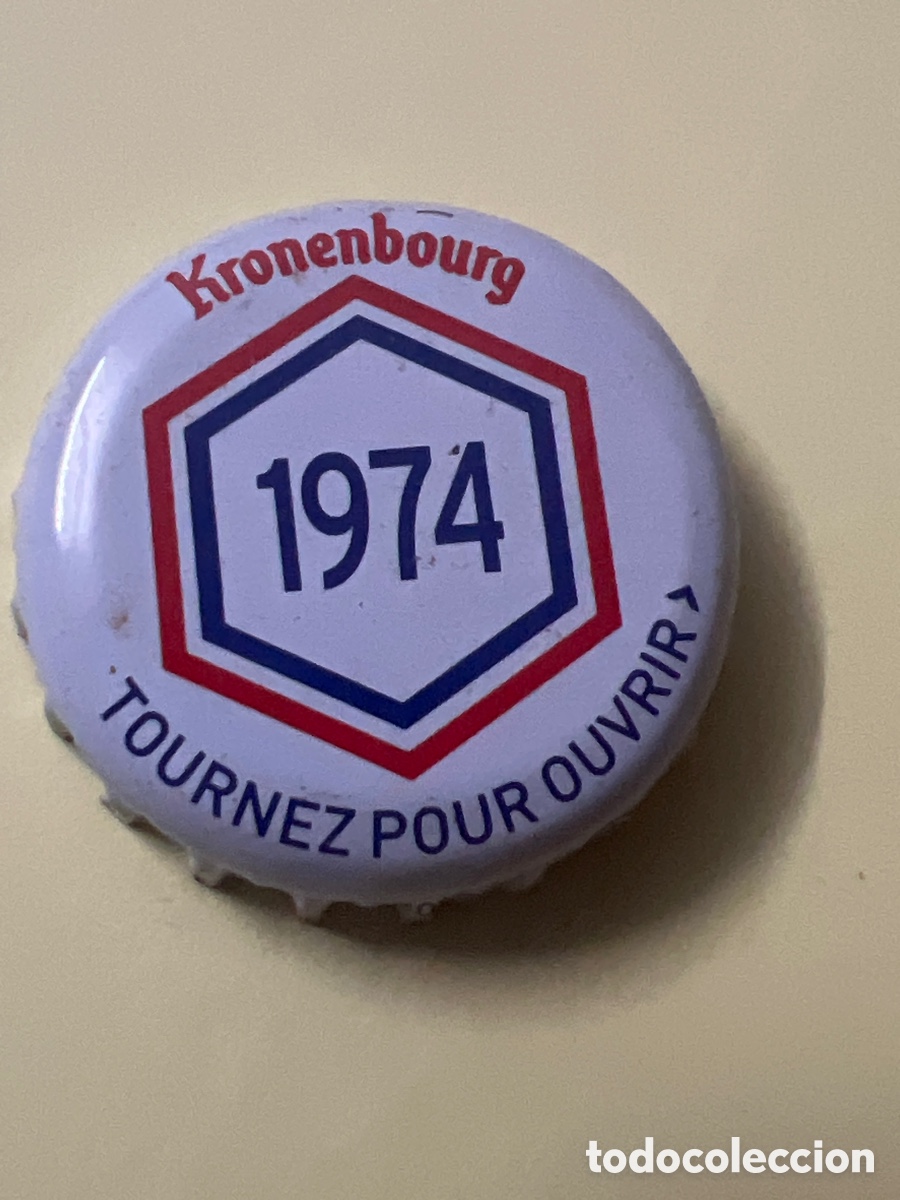 Kronenbourg
1974
TOURNEZ POUR OUVRIR >
todocoleccion